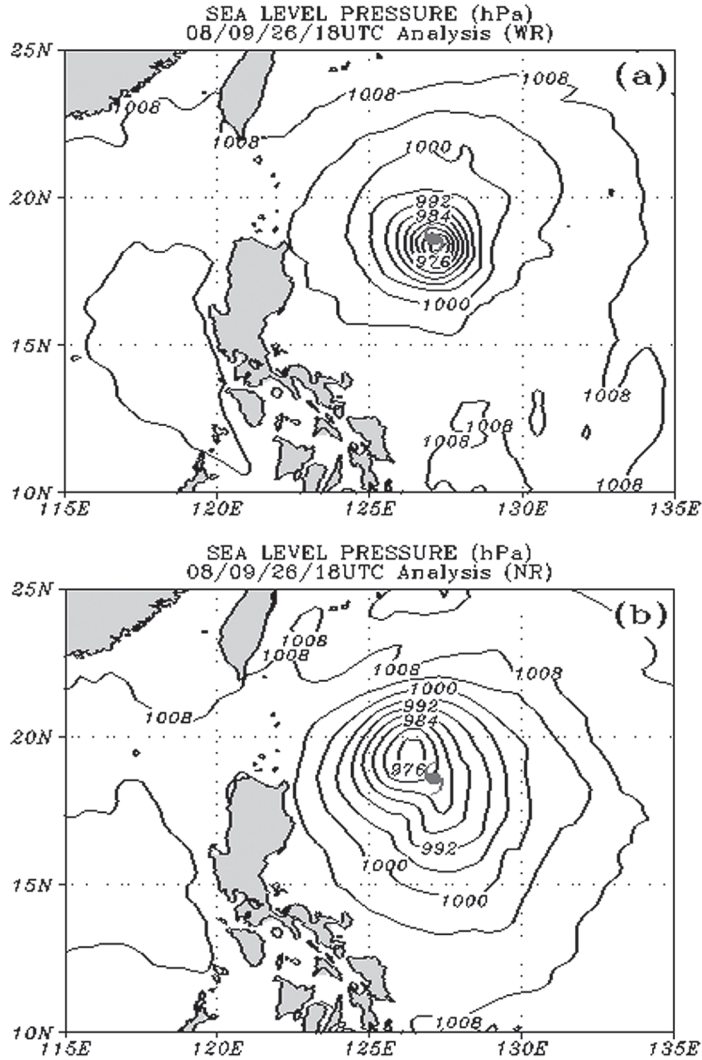 SEA LEVEL PRESSURE (hPa)
08/09/26/18UTC Analysis (WR)
25N
(a)
1008
1008
1008
1008
1000
20N
992
984
976
1000
15N
1008
1008
1008
1008
10N
115E 120E 125E 130E 135E
SEA LEVEL PRESSURE (hPa)
08/09/26/18UTC Analysis (NR)
25N
(b)
1008
1008
1008
1008
1000
992
1008
984
20N
976
992
1000
15N
1000
1008
10N
115E 120E 125E 130E 135E